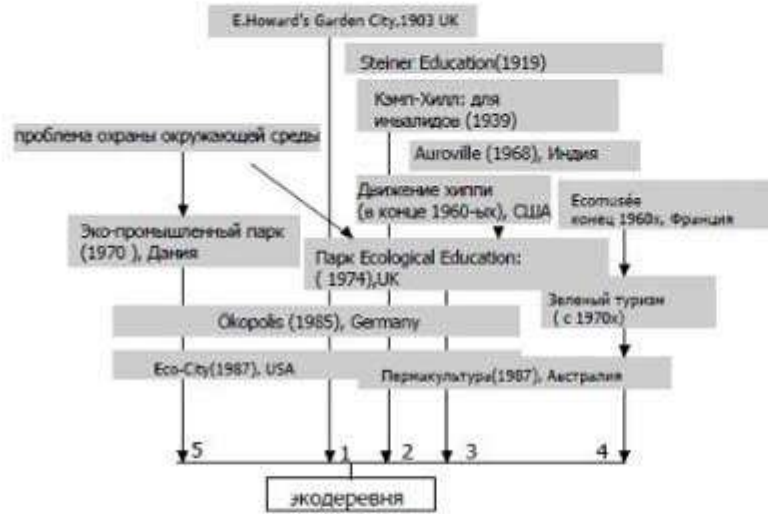 E.Howard's Garden City,1903 UK
Steiner Education(1919)
Кэмп-Хилл: для
инвалидов (1939)
проблема охраны окружающей среды
Auroville (1968), Индия
Движение хиппи
(в конце 1960-ых), США
Ecomusée
конец 1960s, Франция
Эко-промышленный парк
(1970 ), Дания
Парк Ecological Education:
( 1974),UK
Зеленый туризм
( с 1970х)
Okopolis (1985), Germany
Eco-City(1987), USA
Пермакультура(1987), Австралия
5 1 2 3 4
экодеревня